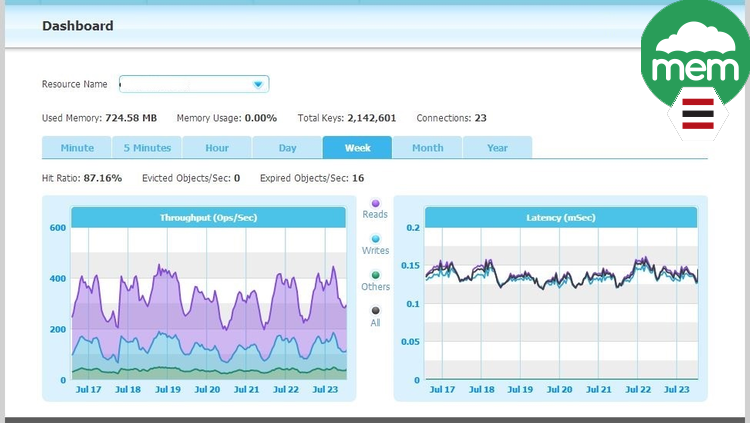 Dashboard
mem
Resource Name
Used Memory: 724.58 MB Memory Usage: 0.00% Total Keys: 2,142,601 Connections: 23
Minute 5 Minutes Hour Day Week Month Year
Hit Ratio: 87.16% Evicted Objects/Sec: 0 Expired Objects/Sec: 16
Throughput (Ops/Sec)
600
400
200
0
Jul 17 Jul 18 Jul 19 Jul 20 Jul 21 Jul 22 Jul 23
Reads
Writes
Others
All
Latency (mSec)
0.2
0.15
0.1
0.05
0
Jul 17 Jul 18 Jul 19 Jul 20 Jul 21 Jul 22 Jul 23